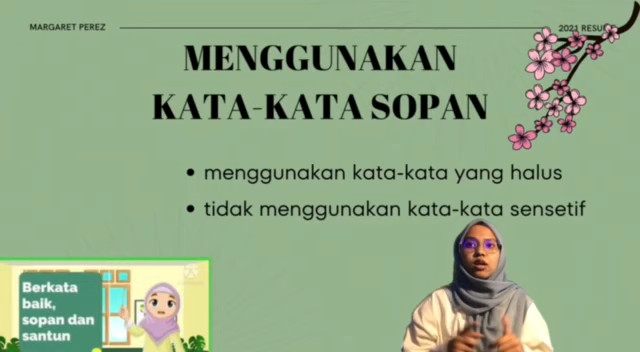 MARGARET PEREZ
2021 RESU
MENGGUNAKAN
KATA-KATA SOPAN
menggunakan kata-kata yang halus
tidak menggunakan kata-kata sensetif
Berkata
baik,
sopan dan
santun